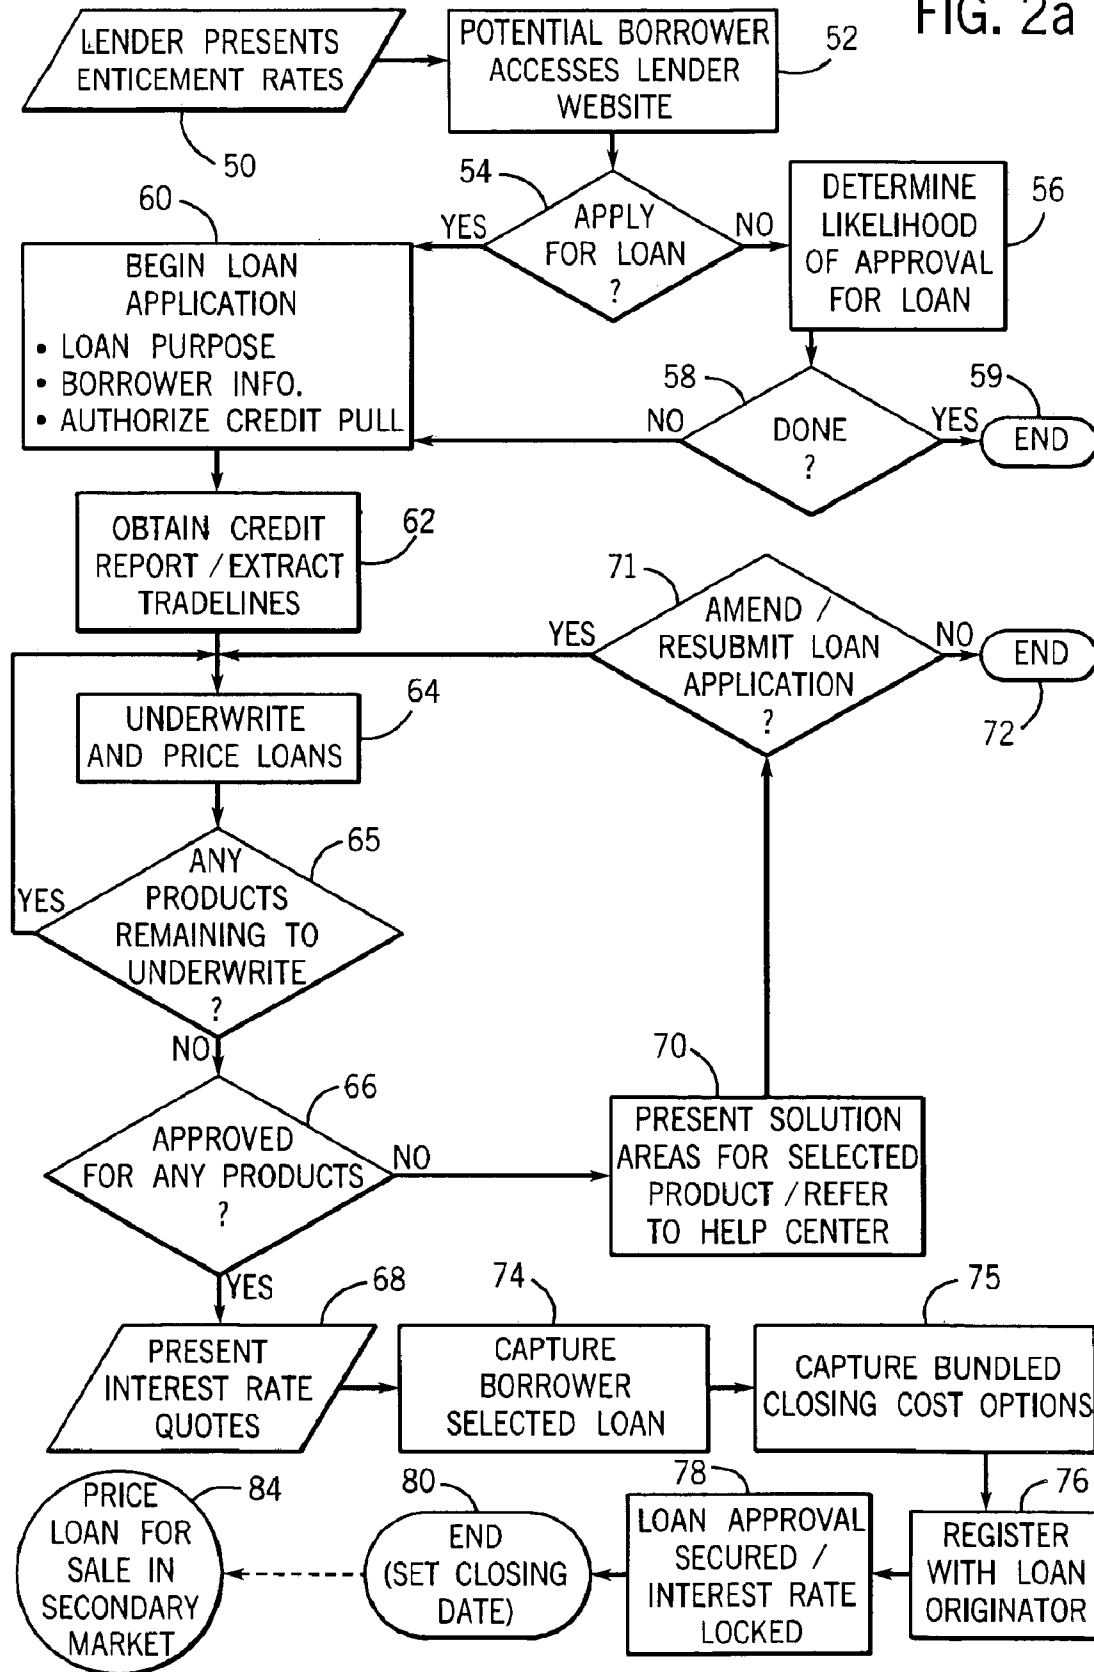 FIG. 2a
LENDER PRESENTS
ENTICEMENT RATES
50
POTENTIAL BORROWER
ACCESSES LENDER
WEBSITE
52
54
APPLY
FOR LOAN
?
YES
NO
DETERMINE
LIKELIHOOD
OF APPROVAL
FOR LOAN
56
60
BEGIN LOAN
APPLICATION
• LOAN PURPOSE
• BORROWER INFO.
• AUTHORIZE CREDIT PULL
58
DONE
?
NO
YES
59
END
OBTAIN CREDIT
REPORT / EXTRACT
TRADELINES
62
71
AMEND /
RESUBMIT LOAN
APPLICATION
?
YES
NO
END
72
UNDERWRITE
AND PRICE LOANS
64
65
ANY
PRODUCTS
REMAINING TO
UNDERWRITE
?
YES
NO
66
APPROVED
FOR ANY PRODUCTS
?
NO
YES
70
PRESENT SOLUTION
AREAS FOR SELECTED
PRODUCT / REFER
TO HELP CENTER
68
PRESENT
INTEREST RATE
QUOTES
74
CAPTURE
BORROWER
SELECTED LOAN
75
CAPTURE BUNDLED
CLOSING COST OPTIONS
76
REGISTER
WITH LOAN
ORIGINATOR
78
LOAN APPROVAL
SECURED /
INTEREST RATE
LOCKED
80
END
(SET CLOSING
DATE)
84
PRICE
LOAN FOR
SALE IN
SECONDARY
MARKET